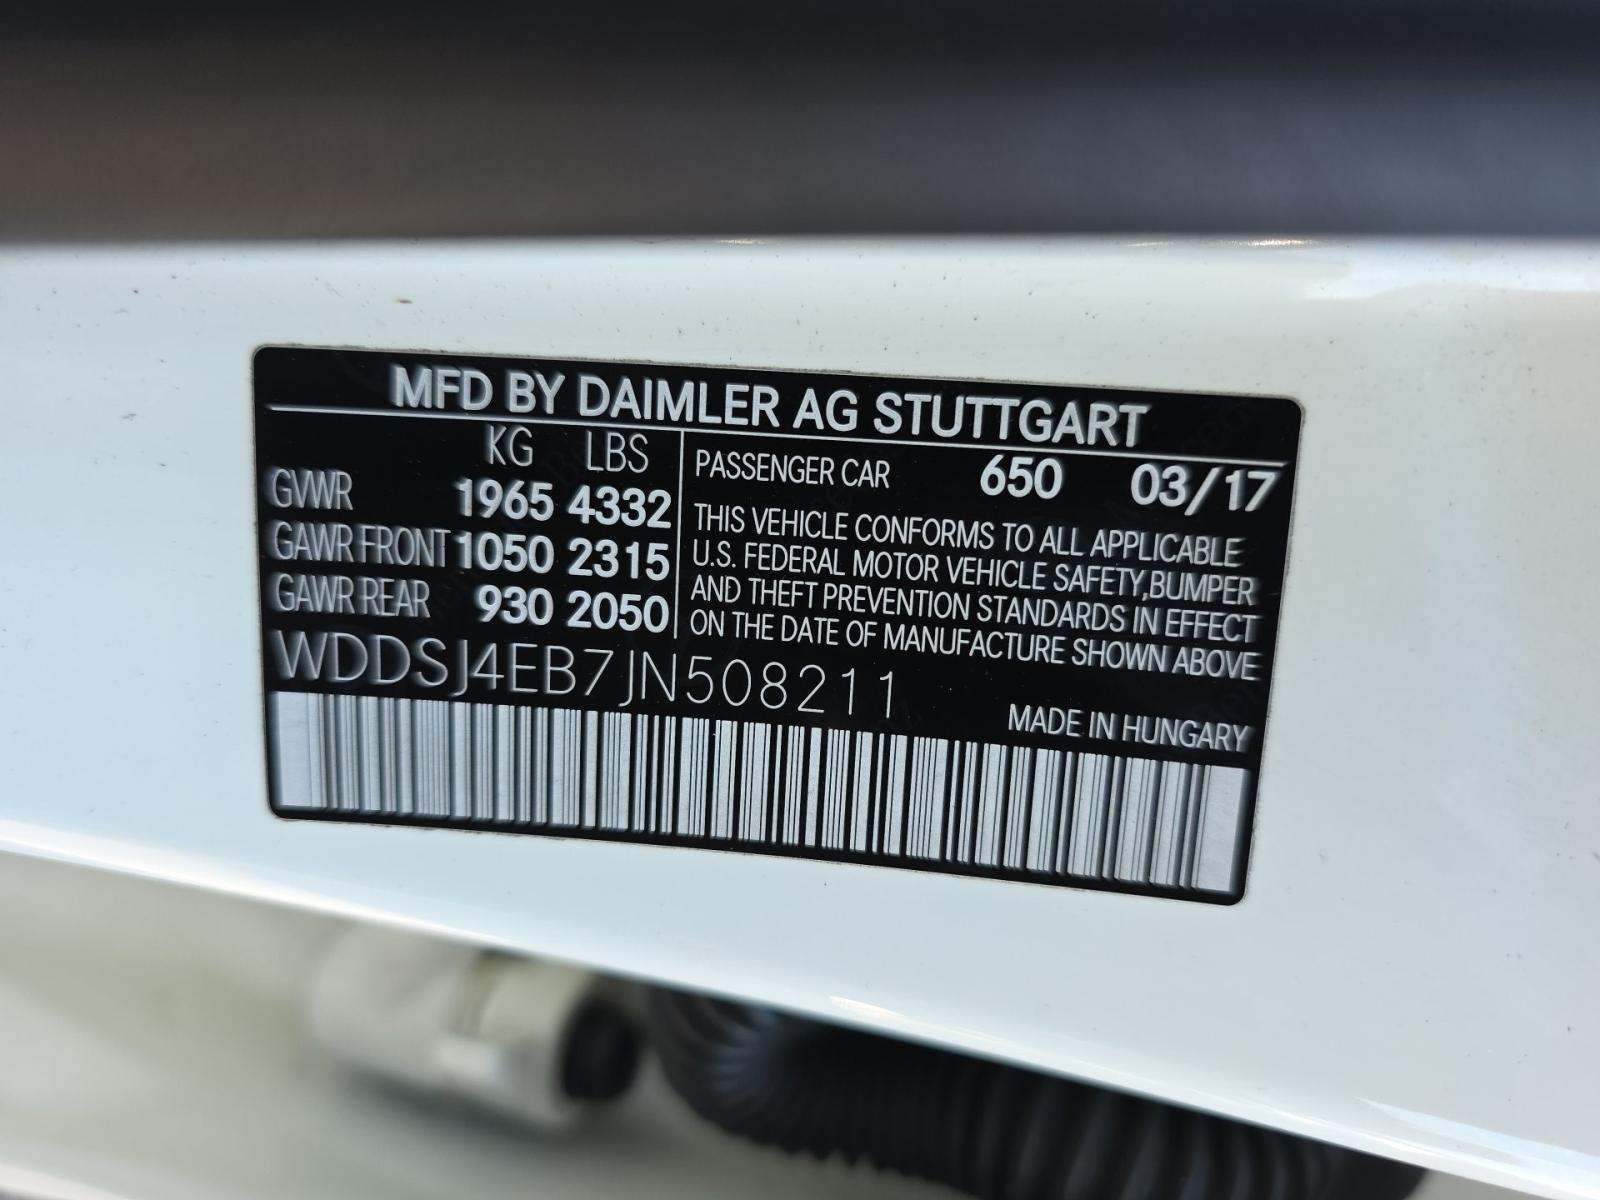 MFD BY DAIMLER AG STUTTGART
KG LBS
GVWR 1965 4332
GAWR FRONT 1050 2315
GAWR REAR 930 2050
PASSENGER CAR 650 03/17
THIS VEHICLE CONFORMS TO ALL APPLICABLE
U.S. FEDERAL MOTOR VEHICLE SAFETY,BUMPER
AND THEFT PREVENTION STANDARDS IN EFFECT
ON THE DATE OF MANUFACTURE SHOWN ABOVE
WDDSJ4EB7JN508211
MADE IN HUNGARY